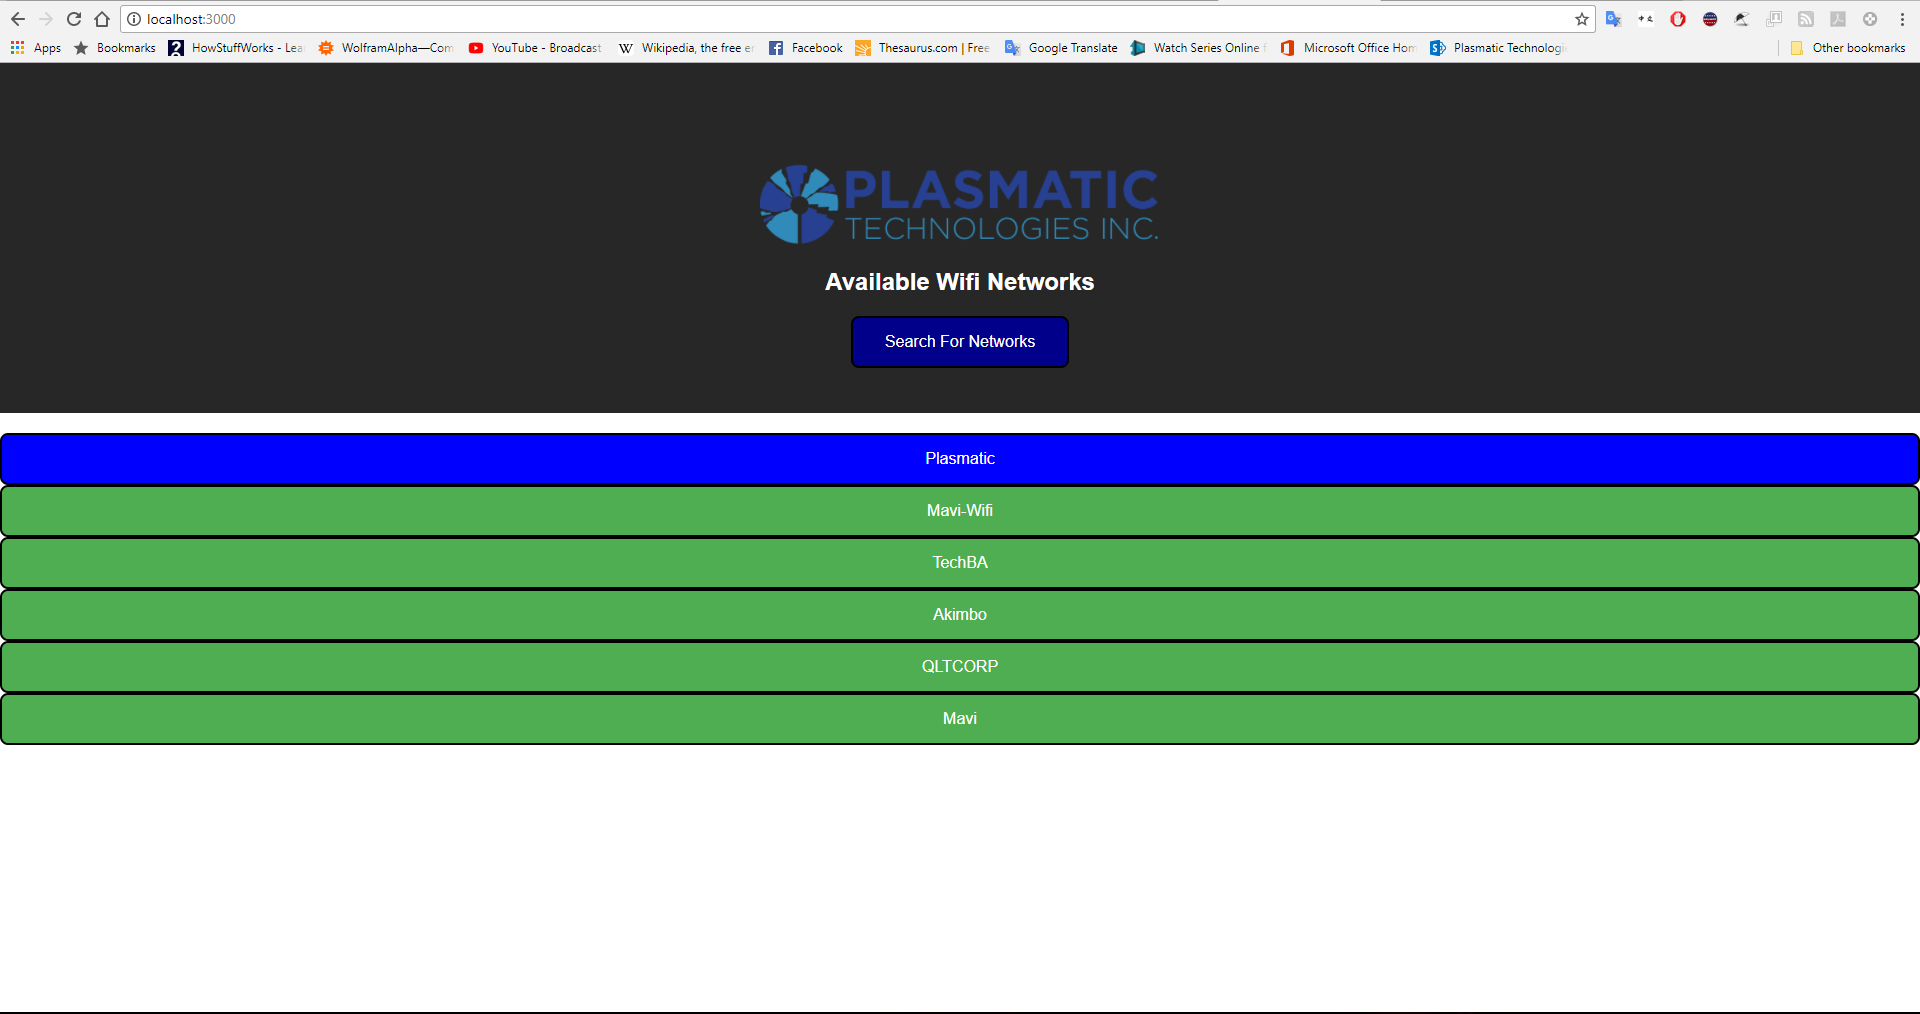 localhost:3000
Apps Bookmarks HowStuffWorks - Lea WolframAlpha—Com YouTube - Broadcast Wikipedia, the free e Facebook Thesaurus.com | Free Google Translate Watch Series Online Microsoft Office Hom Plasmatic Technologi Other bookmarks
PLASMATIC
TECHNOLOGIES INC.
Available Wifi Networks
Search For Networks
Plasmatic
Mavi-Wifi
TechBA
Akimbo
QLTCORP
Mavi